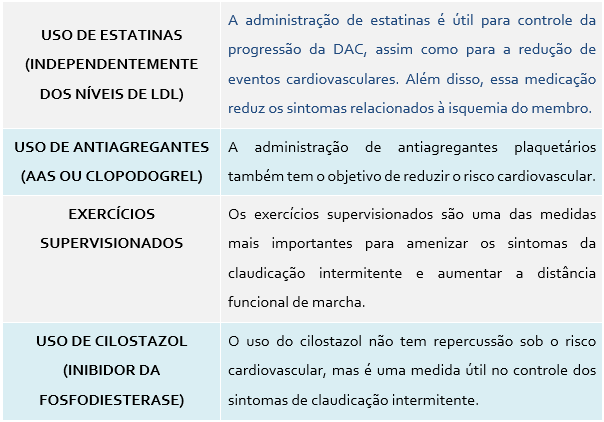 USO DE ESTATINAS
(INDEPENDENTEMENTE
DOS NÍVEIS DE LDL)
A administração de estatinas é útil para controle da
progressão da DAC, assim como para a redução de
eventos cardiovasculares. Além disso, essa medicação
reduz os sintomas relacionados à isquemia do membro.
USO DE ANTIAGREGANTES
(AAS OU CLOPODOGREL)
A administração de antiagregantes plaquetários
também tem o objetivo de reduzir o risco cardiovascular.
EXERCÍCIOS
SUPERVISIONADOS
Os exercícios supervisionados são uma das medidas
mais importantes para amenizar os sintomas da
claudicação intermitente e aumentar a distância
funcional de marcha.
USO DE CILOSTAZOL
(INIBIDOR DA
FOSFODIESTERASE)
O uso do cilostazol não tem repercussão sob o risco
cardiovascular, mas é uma medida útil no controle dos
sintomas de claudicação intermitente.